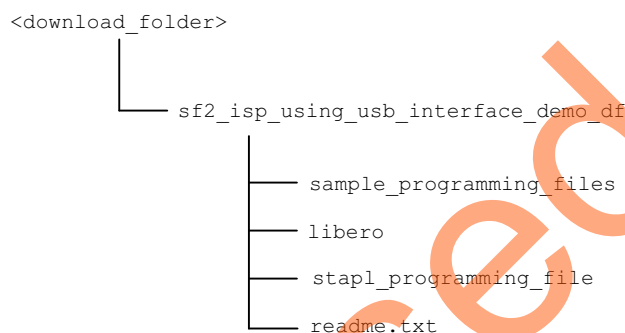 <download_folder>
sf2_isp_using_usb_interface_demo_df
sample_programming_files
libero
stapl_programming_file
readme.txt